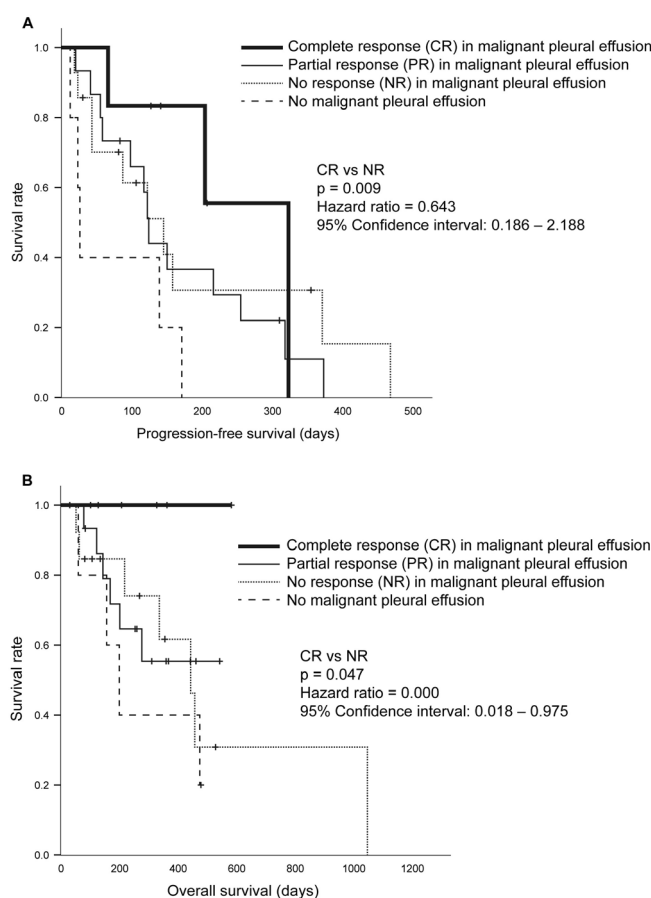 A
1.0
0.8
0.6
0.4
0.2
0.0
Survival rate
0 100 200 300 400 500
Progression-free survival (days)
Complete response (CR) in malignant pleural effusion
Partial response (PR) in malignant pleural effusion
No response (NR) in malignant pleural effusion
No malignant pleural effusion
CR vs NR
p = 0.009
Hazard ratio = 0.643
95% Confidence interval: 0.186 – 2.188
B
1.0
0.8
0.6
0.4
0.2
0.0
Survival rate
0 200 400 600 800 1000 1200
Overall survival (days)
Complete response (CR) in malignant pleural effusion
Partial response (PR) in malignant pleural effusion
No response (NR) in malignant pleural effusion
No malignant pleural effusion
CR vs NR
p = 0.047
Hazard ratio = 0.000
95% Confidence interval: 0.018 – 0.975